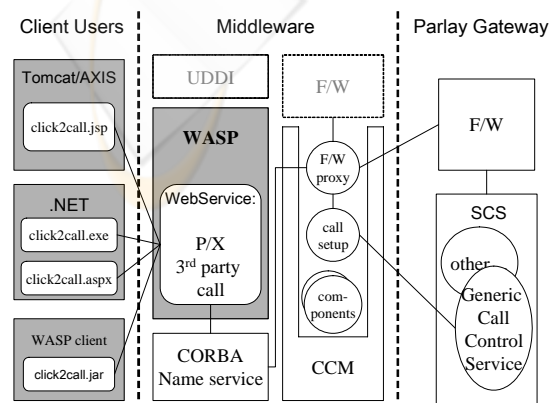 Client Users
Middleware
Parlay Gateway
Tomcat/AXIS
click2call.jsp
.NET
click2call.exe
click2call.aspx
WASP client
click2call.jar
UDDI
WASP
WebService:
P/X
3rd party
call
CORBA
Name service
F/W
F/W
proxy
call
setup
com-
ponents
CCM
F/W
SCS
other
Generic
Call
Control
Service